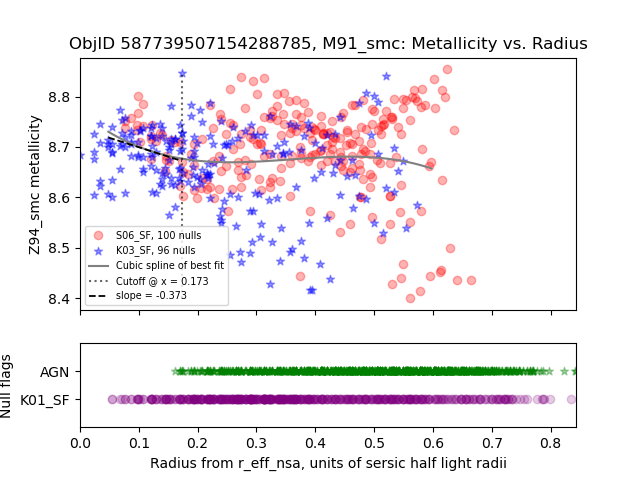 ObjID 587739507154288785, M91_smc: Metallicity vs. Radius
Z94_smc metallicity
8.8
8.7
8.6
8.5
8.4
S06_SF, 100 nulls
K03_SF, 96 nulls
Cubic spline of best fit
Cutoff @ x = 0.173
slope = -0.373
Null flags
AGN
K01_SF
0.0 0.1 0.2 0.3 0.4 0.5 0.6 0.7 0.8
Radius from r_eff_nsa, units of sersic half light radii